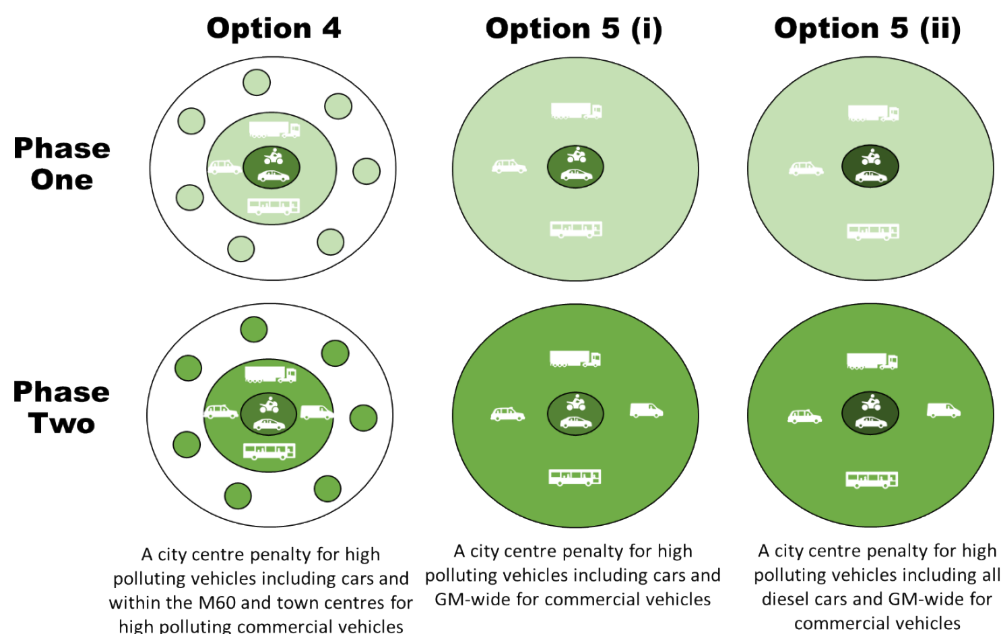 Option 4
Option 5 (i)
Option 5 (ii)
Phase
One
Phase
Two
A city centre penalty for high
polluting vehicles including cars and
within the M60 and town centres for
high polluting commercial vehicles
A city centre penalty for high
polluting vehicles including cars and
GM-wide for commercial vehicles
A city centre penalty for high
polluting vehicles including all
diesel cars and GM-wide for
commercial vehicles